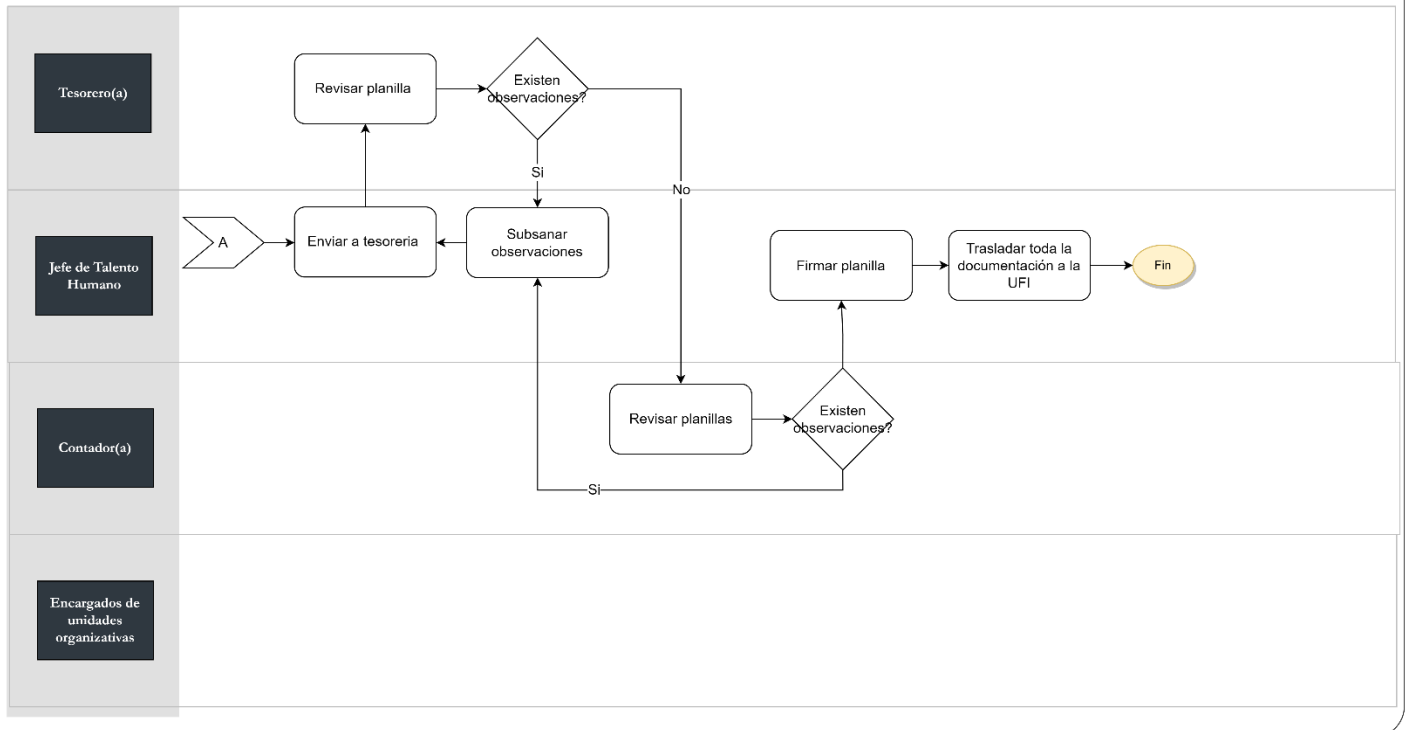 Tesorero(a)
Revisar planilla
Existen
observaciones?
Si
No
Jefe de Talento
Humano
A
Enviar a tesoreria
Subsanar
observaciones
Firmar planilla
Trasladar toda la
documentación a la
UFI
Fin
Contador(a)
Revisar planillas
Existen
observaciones?
Si
Encargados de
unidades
organizativas